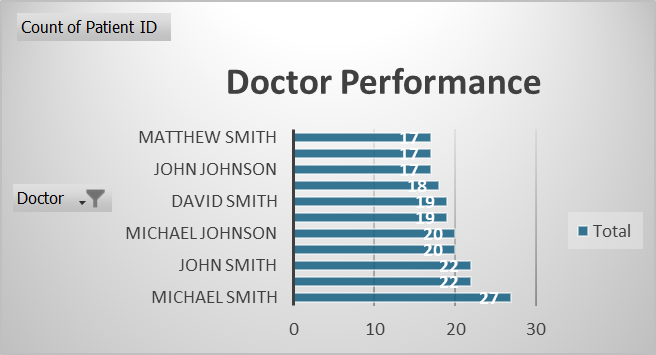 Count of Patient ID
Doctor Performance
MATTHEW SMITH 17
17
JOHN JOHNSON 17
18
Doctor
DAVID SMITH 19
19
MICHAEL JOHNSON 20
20
Total
JOHN SMITH 22
22
MICHAEL SMITH 27
0 10 20 30